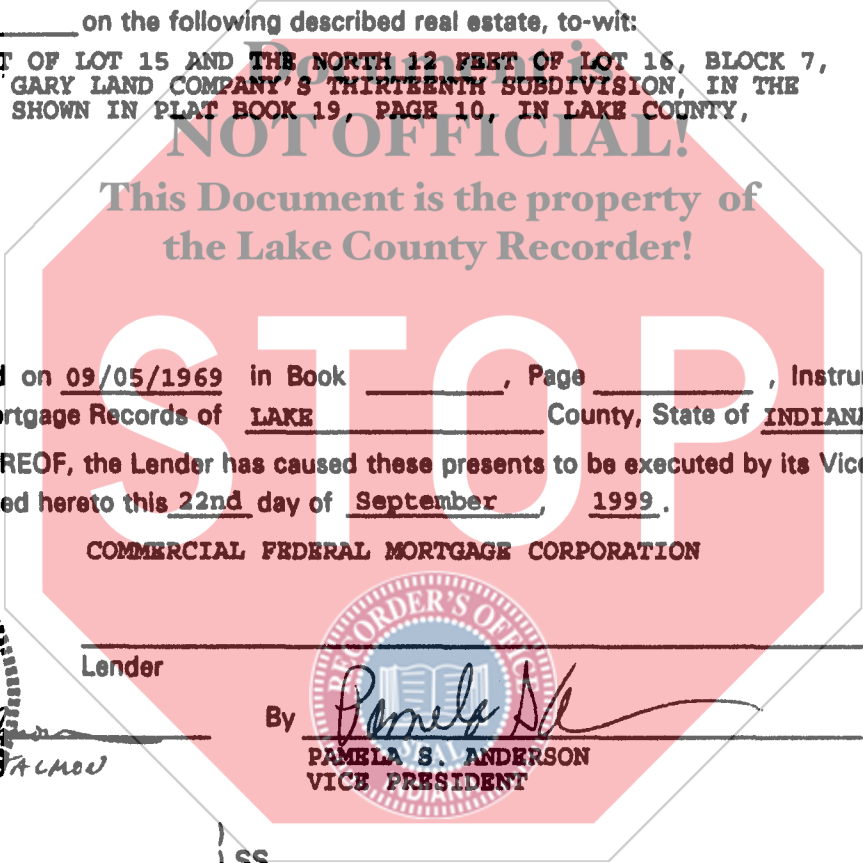 on the following described real estate, to-wit:
T OF LOT 15 AND THE NORTH 12 FEET OF LOT 16, BLOCK 7,
GARY LAND COMPANY'S THIRTEENTH SUBDIVISION, IN THE
SHOWN IN PLAT BOOK 19, PAGE 10, IN LAKE COUNTY,
Document is
NOT OFFICIAL!
This Document is the property of
the Lake County Recorder!
STOP
d on 09/05/1969 in Book , Page , Instru
ortgage Records of LAKE County, State of INDIANA
REOF, the Lender has caused these presents to be executed by its Vice
ed hereto this 22nd day of September, 1999.
COMMERCIAL FEDERAL MORTGAGE CORPORATION
RECORDER'S OFFICE
SEAL
INDIANA
Lender
By Pamela
PAMELA S. ANDERSON
VICE PRESIDENT
ALMON
) SS